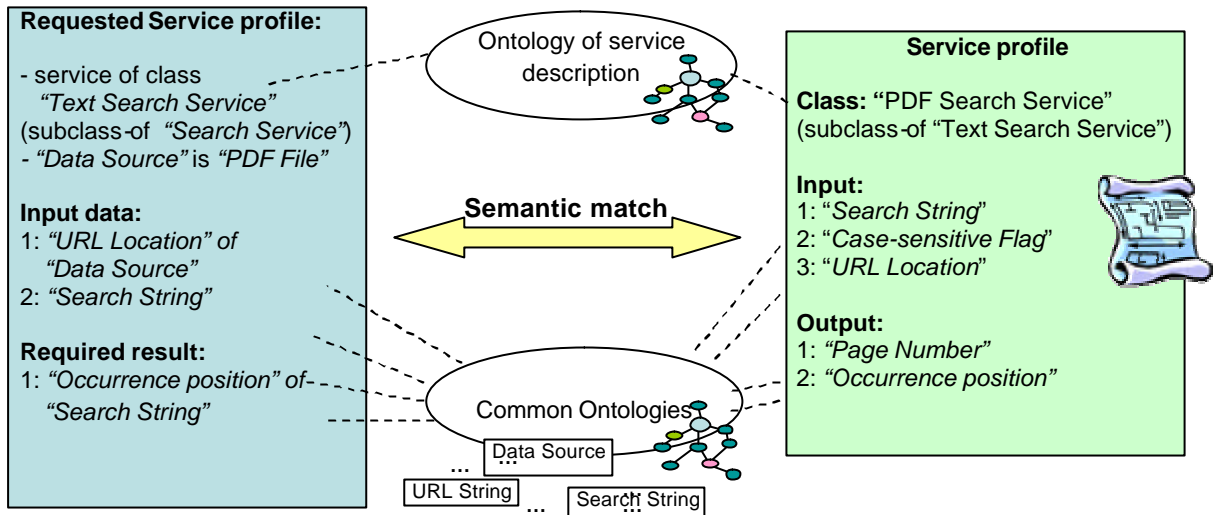 Requested Service profile:
- service of class
"Text Search Service"
(subclass-of "Search Service")
- "Data Source" is "PDF File"
Input data:
1: "URL Location" of
"Data Source"
2: "Search String"
Required result:
1: "Occurrence position" of
"Search String"
Ontology of service
description
Semantic match
Common Ontologies
Data Source
... ...
URL String
...
Search String
...
Service profile
Class: "PDF Search Service"
(subclass-of "Text Search Service")
Input:
1: "Search String"
2: "Case-sensitive Flag"
3: "URL Location"
Output:
1: "Page Number"
2: "Occurrence position"